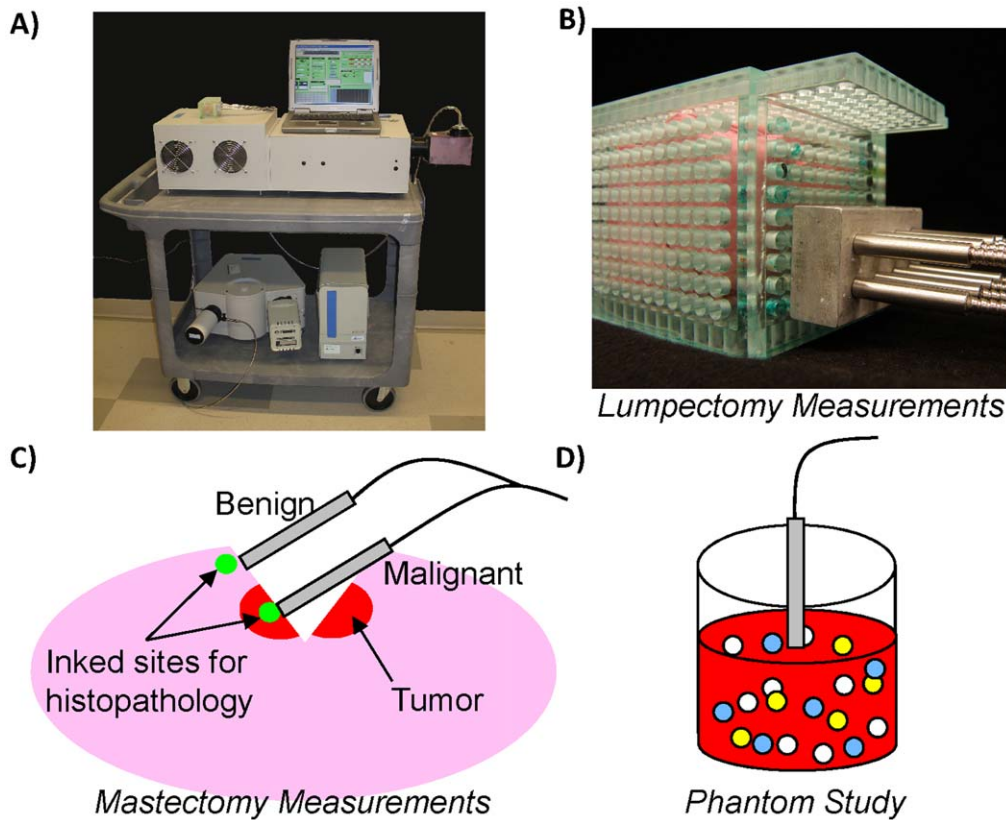 A)
B)
Lumpectomy Measurements
C)
Benign
Malignant
Inked sites for
histopathology
Tumor
Mastectomy Measurements
D)
Phantom Study